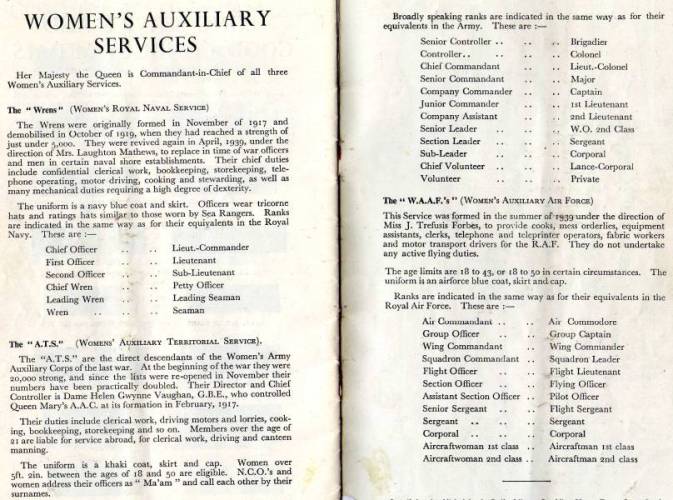 WOMEN'S AUXILIARY
SERVICES
Her Majesty the Queen is Commandant-in-Chief of all three
Women's Auxiliary Services.
The "Wrens" (WOMEN'S ROYAL NAVAL SERVICE)
The Wrens were originally formed in November of 1917 and
demobilised in October of 1919, when they had reached a strength of
just under 5,000. They were revived again in April, 1939, under the
direction of Mrs. Laughton Mathews, to replace in time of war officers
and men in certain naval shore establishments. Their chief duties
include confidential clerical work, bookkeeping, storekeeping, tele-
phone operating, motor driving, cooking and stewarding, as well as
many mechanical duties requiring a high degree of dexterity.
The uniform is a navy blue coat and skirt. Officers wear tricorne
hats and ratings hats similar to those worn by Sea Rangers. Ranks
are indicated in the same way as for their equivalents in the Royal
Navy. These are :—
Chief Officer .. .. Lieut.-Commander
First Officer .. .. Lieutenant
Second Officer .. .. Sub-Lieutenant
Chief Wren .. .. Petty Officer
Leading Wren .. .. Leading Seaman
Wren .. .. .. Seaman
The "A.T.S." (WOMENS' AUXILIARY TERRITORIAL SERVICE).
The "A.T.S." are the direct descendants of the Women's Army
Auxiliary Corps of the last war. At the beginning of the war they were
20,000 strong, and since the lists were re-opened in November their
numbers have been practically doubled. Their Director and Chief
Controller is Dame Helen Gwynne Vaughan, G.B.E., who controlled
Queen Mary's A.A.C. at its formation in February, 1917.
Their duties include clerical work, driving motors and lorries, cook-
ing, bookkeeping, storekeeping and so on. Members over the age of
21 are liable for service abroad, for clerical work, driving and canteen
manning.
The uniform is a khaki coat, skirt and cap. Women over
5ft. 2in. between the ages of 18 and 50 are eligible. N.C.O.'s and
women address their officers as "Ma'am" and call each other by their
surnames.
Broadly speaking ranks are indicated in the same way as for their
equivalents in the Army. These are :—
Senior Controller .. .. Brigadier
Controller.. .. .. Colonel
Chief Commandant .. Lieut.-Colonel
Senior Commandant .. Major
Company Commander .. Captain
Junior Commander .. 1st Lieutenant
Company Assistant .. 2nd Lieutenant
Senior Leader .. .. W.O. 2nd Class
Section Leader .. .. Sergeant
Sub-Leader .. .. Corporal
Chief Volunteer .. .. Lance-Corporal
Volunteer .. .. Private
The "W.A.A.F.'s" (WOMEN'S AUXILIARY AIR FORCE)
This Service was formed in the summer of 1939 under the direction of
Miss J. Trefusis Forbes, to provide cooks, mess orderlies, equipment
assistants, clerks, telephone and teleprinter operators, fabric workers
and motor transport drivers for the R.A.F. They do not undertake
any active flying duties.
The age limits are 18 to 43, or 18 to 50 in certain circumstances. The
uniform is an airforce blue coat, skirt and cap.
Ranks are indicated in the same way as for their equivalents in the
Royal Air Force. These are :—
Air Commandant .. .. Air Commodore
Group Officer .. .. Group Captain
Wing Commandant .. Wing Commander
Squadron Commandant .. Squadron Leader
Flight Officer .. .. Flight Lieutenant
Section Officer .. .. Flying Officer
Assistant Section Officer .. Pilot Officer
Senior Sergeant .. .. Flight Sergeant
Sergeant .. .. .. Sergeant
Corporal .. .. .. Corporal
Aircraftwoman 1st class .. Aircraftman 1st class
Aircraftwoman 2nd class .. Aircraftman 2nd class